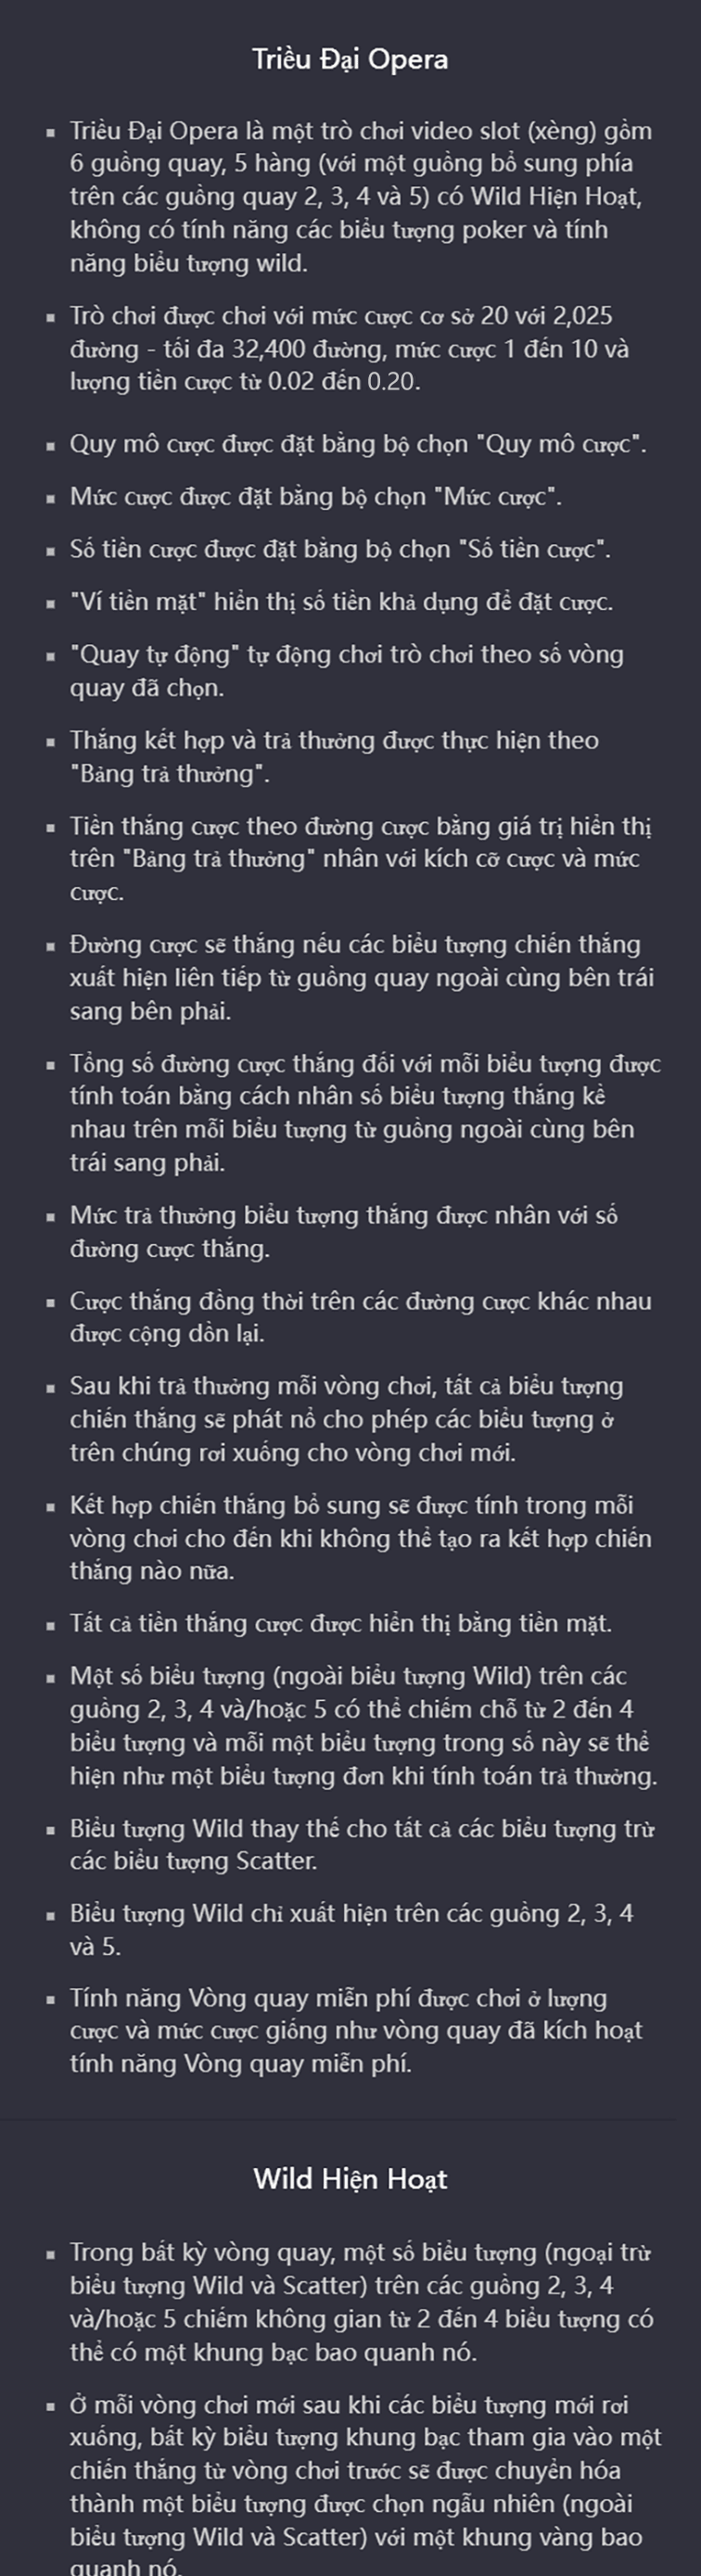 Triều Đại Opera
▪ Triều Đại Opera là một trò chơi video slot (xèng) gồm
6 guồng quay, 5 hàng (với một guồng bổ sung phía
trên các guồng quay 2, 3, 4 và 5) có Wild Hiện Hoạt,
không có tính năng các biểu tượng poker và tính
năng biểu tượng wild.
▪ Trò chơi được chơi với mức cược cơ sở 20 với 2,025
đường - tối đa 32,400 đường, mức cược 1 đến 10 và
lượng tiền cược từ 0.02 đến 0.20.
▪ Quy mô cược được đặt bằng bộ chọn "Quy mô cược".
▪ Mức cược được đặt bằng bộ chọn "Mức cược".
▪ Số tiền cược được đặt bằng bộ chọn "Số tiền cược".
▪ "Ví tiền mặt" hiển thị số tiền khả dụng để đặt cược.
▪ "Quay tự động" tự động chơi trò chơi theo số vòng
quay đã chọn.
▪ Thắng kết hợp và trả thưởng được thực hiện theo
"Bảng trả thưởng".
▪ Tiền thắng cược theo đường cược bằng giá trị hiển thị
trên "Bảng trả thưởng" nhân với kích cỡ cược và mức
cược.
▪ Đường cược sẽ thắng nếu các biểu tượng chiến thắng
xuất hiện liên tiếp từ guồng quay ngoài cùng bên trái
sang bên phải.
▪ Tổng số đường cược thắng đối với mỗi biểu tượng được
tính toán bằng cách nhân số biểu tượng thắng kề
nhau trên mỗi biểu tượng từ guồng ngoài cùng bên
trái sang phải.
▪ Mức trả thưởng biểu tượng thắng được nhân với số
đường cược thắng.
▪ Cược thắng đồng thời trên các đường cược khác nhau
được cộng dồn lại.
▪ Sau khi trả thưởng mỗi vòng chơi, tất cả biểu tượng
chiến thắng sẽ phát nổ cho phép các biểu tượng ở
trên chúng rơi xuống cho vòng chơi mới.
▪ Kết hợp chiến thắng bổ sung sẽ được tính trong mỗi
vòng chơi cho đến khi không thể tạo ra kết hợp chiến
thắng nào nữa.
▪ Tất cả tiền thắng cược được hiển thị bằng tiền mặt.
▪ Một số biểu tượng (ngoài biểu tượng Wild) trên các
guồng 2, 3, 4 và/hoặc 5 có thể chiếm chỗ từ 2 đến 4
biểu tượng và mỗi một biểu tượng trong số này sẽ thể
hiện như một biểu tượng đơn khi tính toán trả thưởng.
▪ Biểu tượng Wild thay thế cho tất cả các biểu tượng trừ
các biểu tượng Scatter.
▪ Biểu tượng Wild chỉ xuất hiện trên các guồng 2, 3, 4
và 5.
▪ Tính năng Vòng quay miễn phí được chơi ở lượng
cược và mức cược giống như vòng quay đã kích hoạt
tính năng Vòng quay miễn phí.
Wild Hiện Hoạt
▪ Trong bất kỳ vòng quay, một số biểu tượng (ngoại trừ
biểu tượng Wild và Scatter) trên các guồng 2, 3, 4
và/hoặc 5 chiếm không gian từ 2 đến 4 biểu tượng có
thể có một khung bạc bao quanh nó.
▪ Ở mỗi vòng chơi mới sau khi các biểu tượng mới rơi
xuống, bất kỳ biểu tượng khung bạc tham gia vào một
chiến thắng từ vòng chơi trước sẽ được chuyển hóa
thành một biểu tượng được chọn ngẫu nhiên (ngoài
biểu tượng Wild và Scatter) với một khung vàng bao
quanh nó.